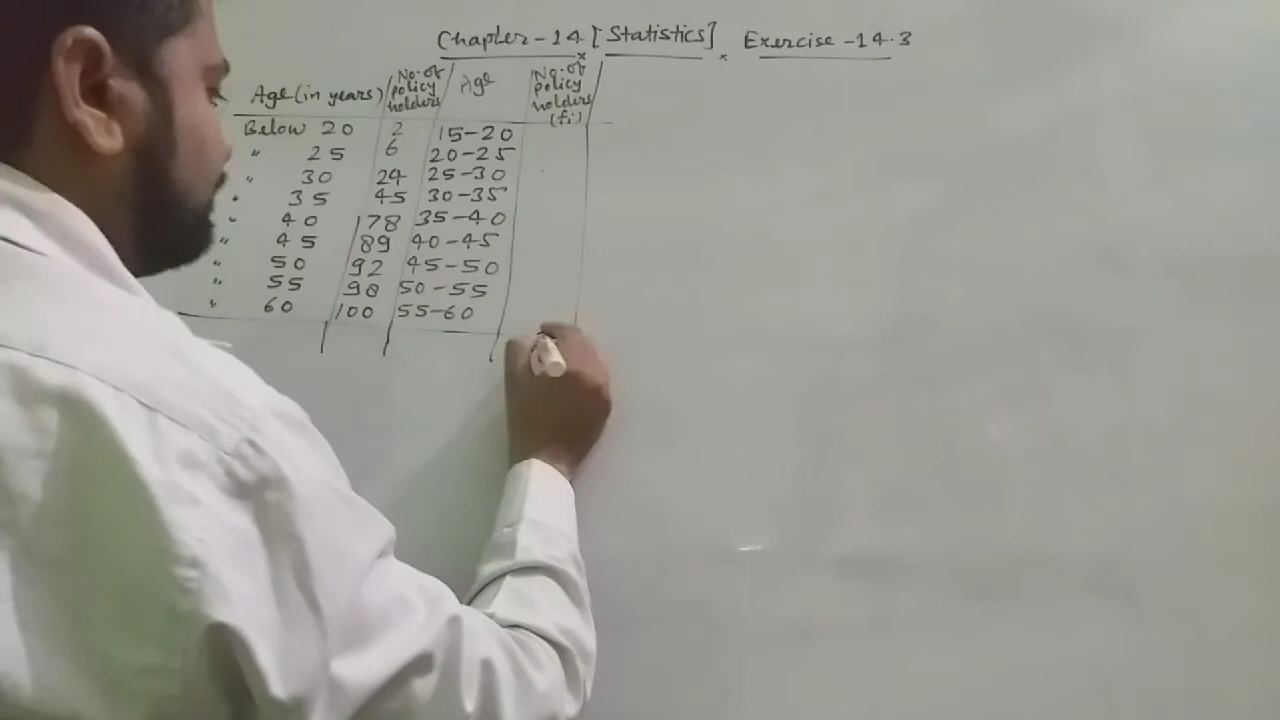 Chapter-14 [Statistics] Exercise -14.3
Age (in years) No. of policy holders Age No. of policy holders (fi)
Below 20 2 15-20
" 25 6 20-25
" 30 24 25-30
" 35 45 30-35
" 40 78 35-40
" 45 89 40-45
" 50 92 45-50
" 55 98 50-55
" 60 100 55-60